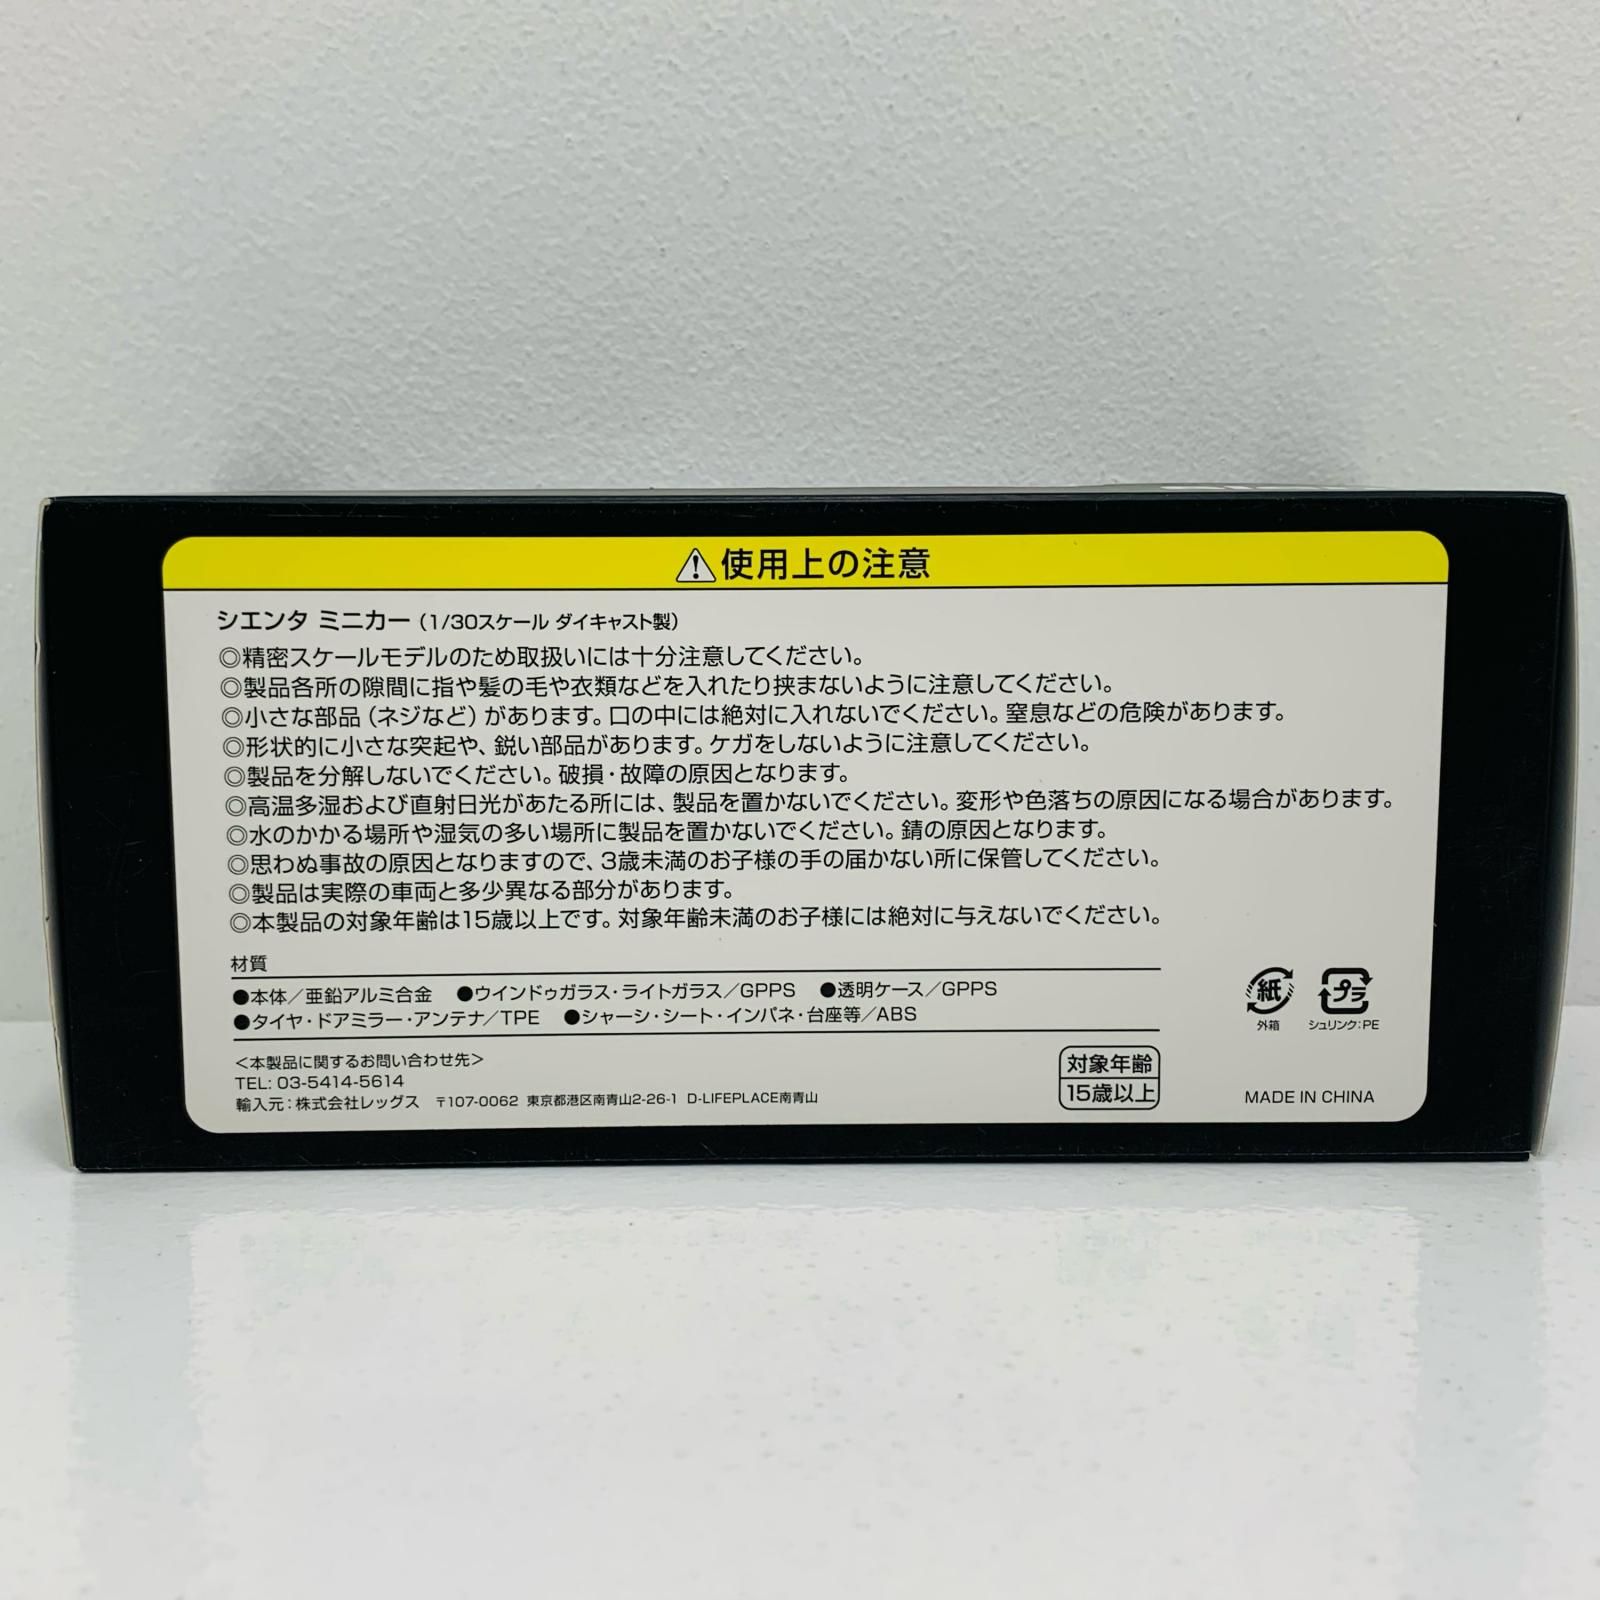 ⚠使用上の注意
シエンタ ミニカー（1/30スケール ダイキャスト製）
◎精密スケールモデルのため取扱いには十分注意してください。
◎製品各所の隙間に指や髪の毛や衣類などを入れたり挟まないように注意してください。
◎小さな部品（ネジなど）があります。口の中には絶対に入れないでください。窒息などの危険があります。
◎形状的に小さな突起や、鋭い部品があります。ケガをしないように注意してください。
◎製品を分解しないでください。破損・故障の原因となります。
◎高温多湿および直射日光があたる所には、製品を置かないでください。変形や色落ちの原因になる場合があります。
◎水のかかる場所や湿気の多い場所に製品を置かないでください。錆の原因となります。
◎思わぬ事故の原因となりますので、3歳未満のお子様の手の届かない所に保管してください。
◎製品は実際の車両と多少異なる部分があります。
◎本製品の対象年齢は15歳以上です。対象年齢未満のお子様には絶対に与えないでください。
材質
●本体／亜鉛アルミ合金 ●ウインドゥガラス・ライトガラス／GPPS ●透明ケース／GPPS
●タイヤ・ドアミラー・アンテナ／TPE ●シャーシ・シート・インパネ・台座等／ABS
紙
外箱
プラ
シュリンク：PE
＜本製品に関するお問い合わせ先＞
TEL: 03-5414-5614
輸入元：株式会社レッグス 〒107-0062 東京都港区南青山2-26-1 D-LIFEPLACE南青山
対象年齢
15歳以上
MADE IN CHINA